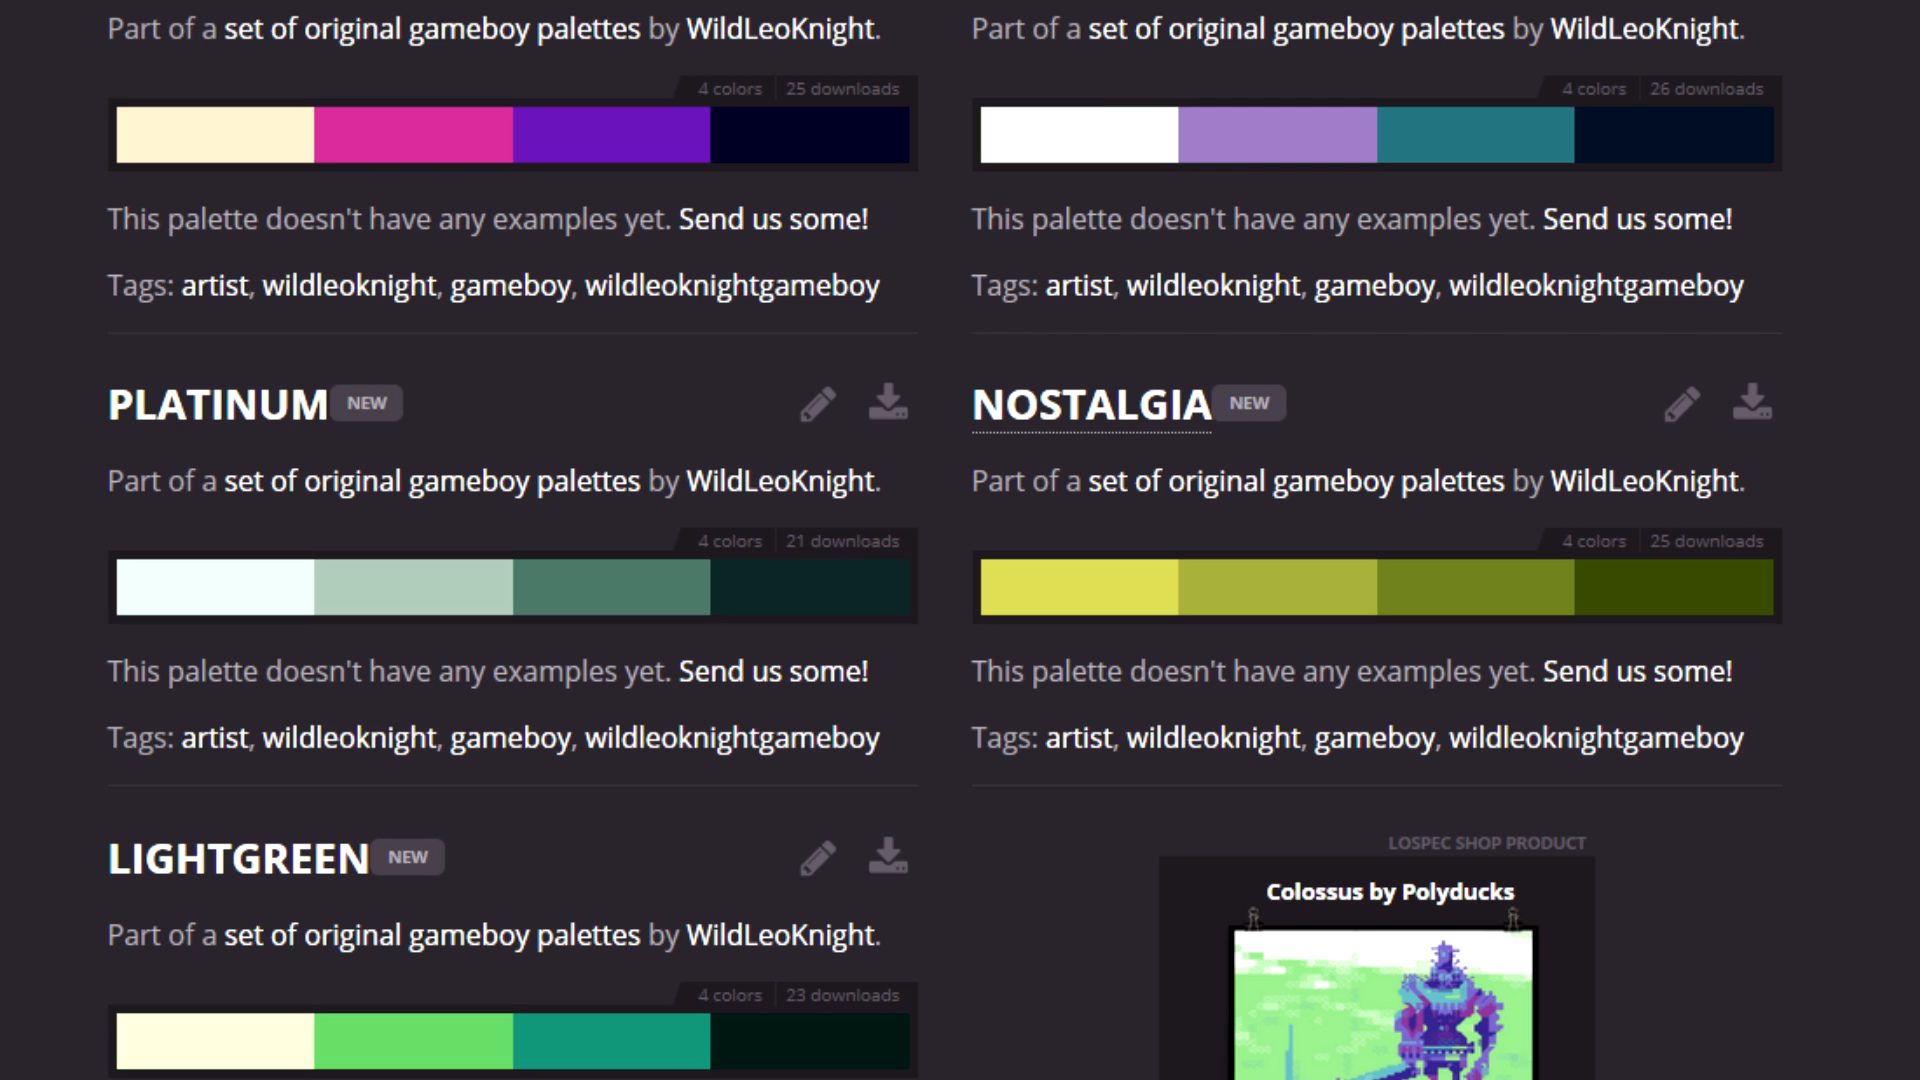 Part of a set of original gameboy palettes by WildLeoKnight.
4 colors 25 downloads
This palette doesn't have any examples yet. Send us some!
Tags: artist, wildleoknight, gameboy, wildleoknightgameboy
Part of a set of original gameboy palettes by WildLeoKnight.
4 colors 26 downloads
This palette doesn't have any examples yet. Send us some!
Tags: artist, wildleoknight, gameboy, wildleoknightgameboy
PLATINUM NEW
Part of a set of original gameboy palettes by WildLeoKnight.
4 colors 21 downloads
This palette doesn't have any examples yet. Send us some!
Tags: artist, wildleoknight, gameboy, wildleoknightgameboy
NOSTALGIA NEW
Part of a set of original gameboy palettes by WildLeoKnight.
4 colors 25 downloads
This palette doesn't have any examples yet. Send us some!
Tags: artist, wildleoknight, gameboy, wildleoknightgameboy
LIGHTGREEN NEW
Part of a set of original gameboy palettes by WildLeoKnight.
4 colors 23 downloads
LOSPEC SHOP PRODUCT
Colossus by Polyducks